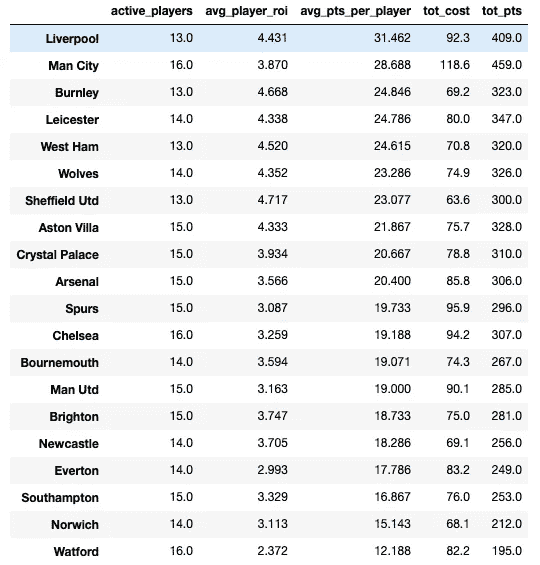 active_players avg_player_roi avg_pts_per_player tot_cost tot_pts
Liverpool 13.0 4.431 31.462 92.3 409.0
Man City 16.0 3.870 28.688 118.6 459.0
Burnley 13.0 4.668 24.846 69.2 323.0
Leicester 14.0 4.338 24.786 80.0 347.0
West Ham 13.0 4.520 24.615 70.8 320.0
Wolves 14.0 4.352 23.286 74.9 326.0
Sheffield Utd 13.0 4.717 23.077 63.6 300.0
Aston Villa 15.0 4.333 21.867 75.7 328.0
Crystal Palace 15.0 3.934 20.667 78.8 310.0
Arsenal 15.0 3.566 20.400 85.8 306.0
Spurs 15.0 3.087 19.733 95.9 296.0
Chelsea 16.0 3.259 19.188 94.2 307.0
Bournemouth 14.0 3.594 19.071 74.3 267.0
Man Utd 15.0 3.163 19.000 90.1 285.0
Brighton 15.0 3.747 18.733 75.0 281.0
Newcastle 14.0 3.705 18.286 69.1 256.0
Everton 14.0 2.993 17.786 83.2 249.0
Southampton 15.0 3.329 16.867 76.0 253.0
Norwich 14.0 3.113 15.143 68.1 212.0
Watford 16.0 2.372 12.188 82.2 195.0